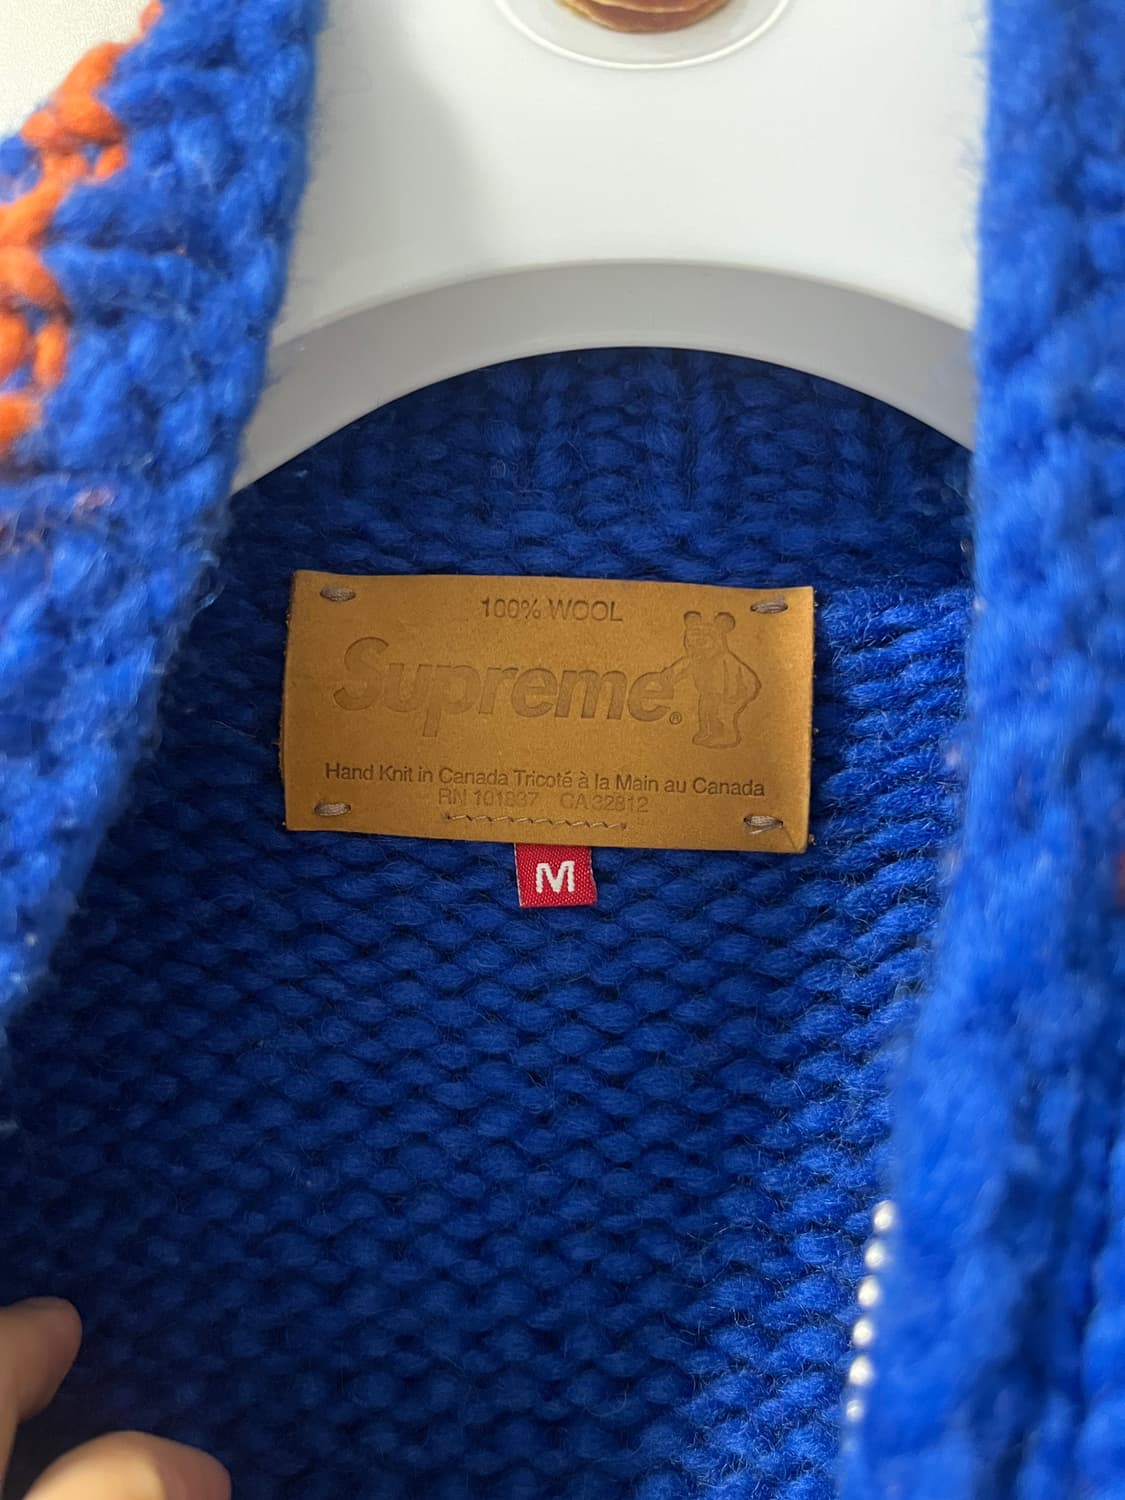 100% WOOL
Supreme®
Hand Knit in Canada Tricoté à la Main au Canada
RN 101837 CA 32812
M